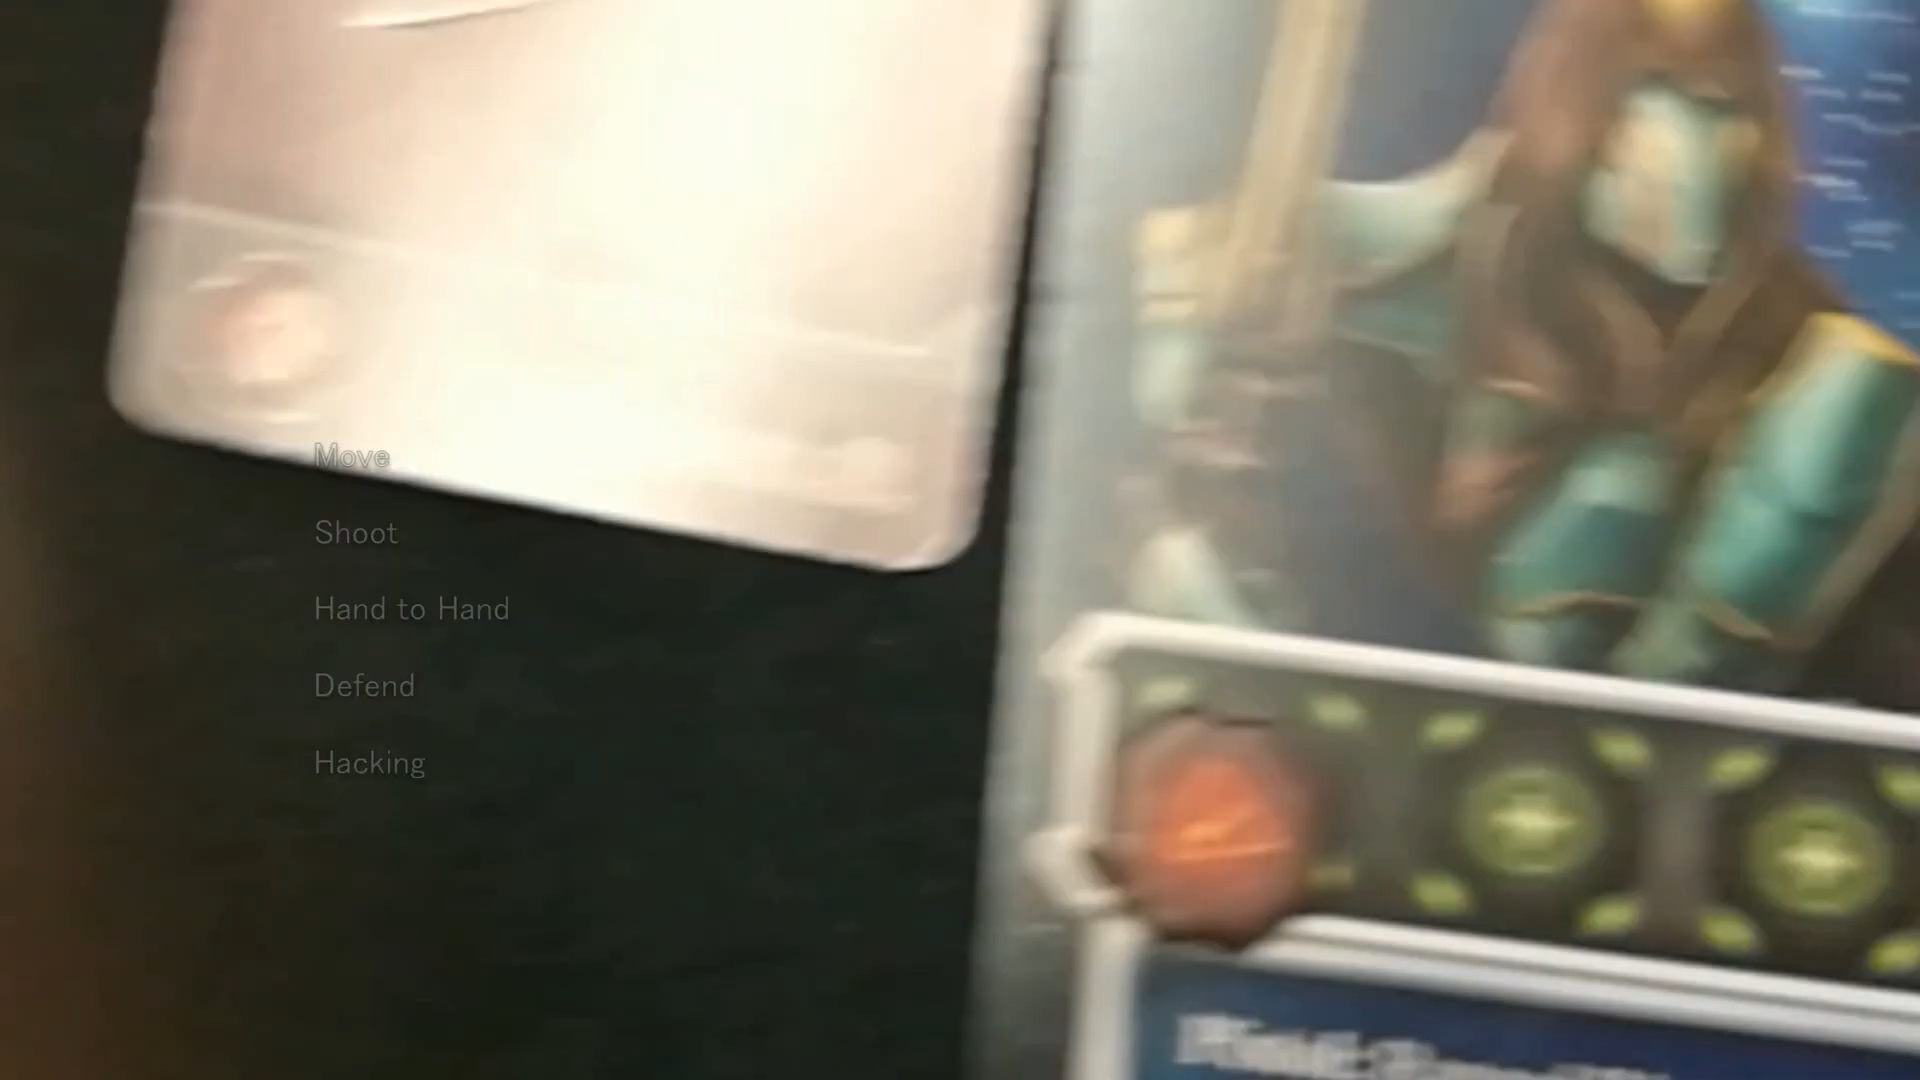 Move
Shoot
Hand to Hand
Defend
Hacking